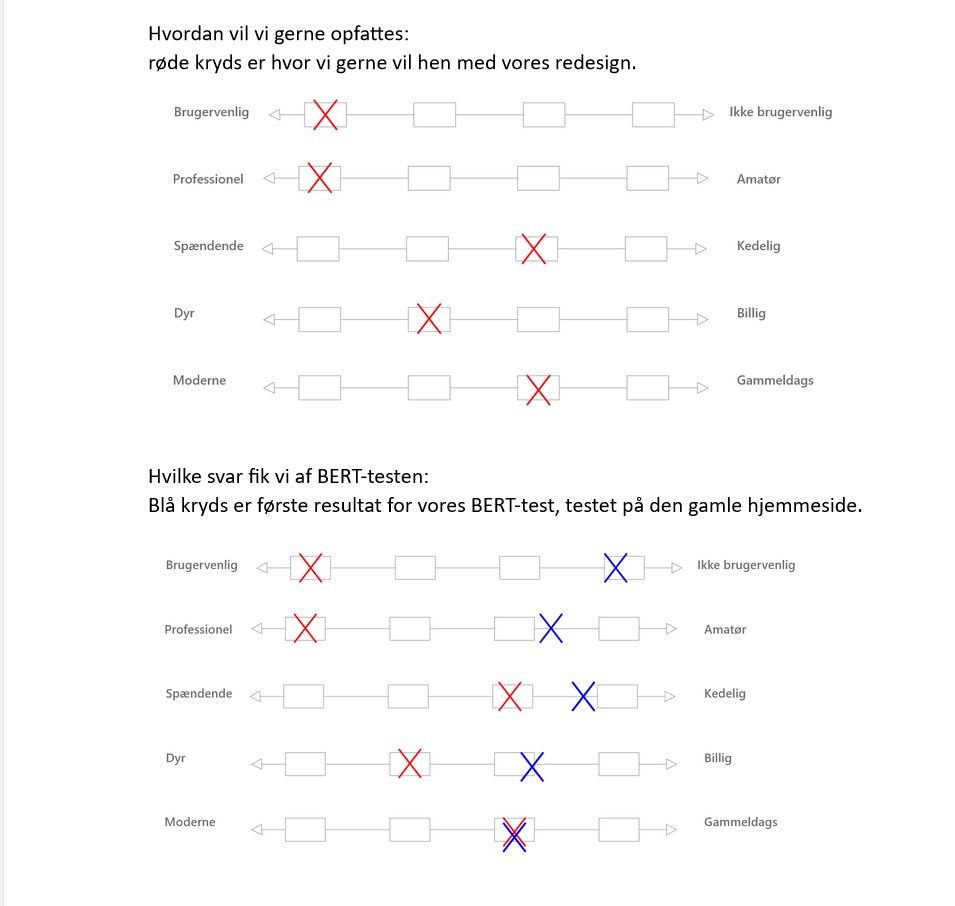 Hvordan vil vi gerne opfattes:
røde kryds er hvor vi gerne vil hen med vores redesign.
Brugervenlig Ikke brugervenlig
Professionel Amatør
Spændende Kedelig
Dyr Billig
Moderne Gammeldags
Hvilke svar fik vi af BERT-testen:
Blå kryds er første resultat for vores BERT-test, testet på den gamle hjemmeside.
Brugervenlig Ikke brugervenlig
Professionel Amatør
Spændende Kedelig
Dyr Billig
Moderne Gammeldags